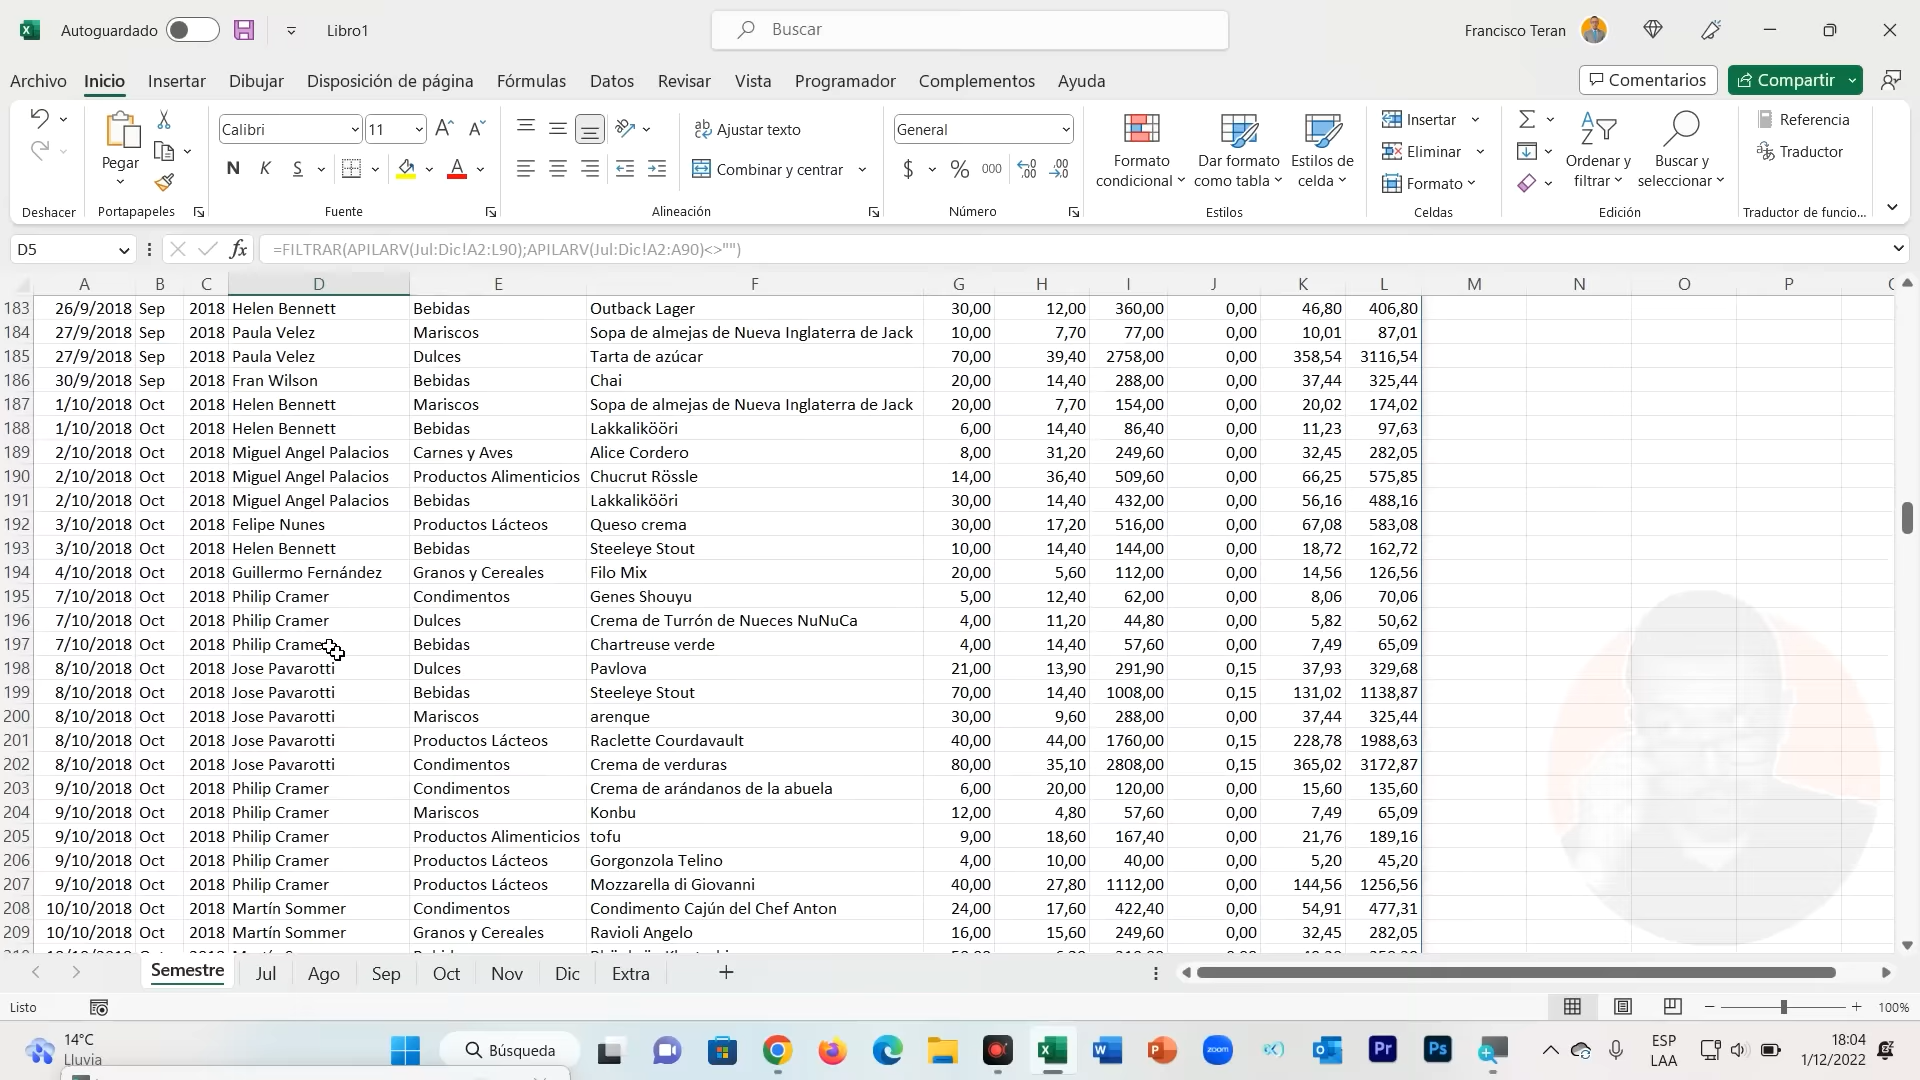 Autoguardado Libro1 Buscar Francisco Teran
Archivo Inicio Insertar Dibujar Disposición de página Fórmulas Datos Revisar Vista Programador Complementos Ayuda Comentarios Compartir
Pegar
Calibri 11
N K S
Ajustar texto
Combinar y centrar
General
$ % 000
Formato condicional
Dar formato como tabla
Estilos de celda
Insertar
Eliminar
Formato
Ordenar y filtrar
Buscar y seleccionar
Referencia
Traductor
Deshacer Portapapeles Fuente Alineación Número Estilos Celdas Edición Traductor de funcio...
D5 fx =FILTRAR(APILARV(Jul:Dic!A2:L90);APILARV(Jul:Dic!A2:A90)<>"")
A B C D E F G H I J K L M N O P
183 26/9/2018 Sep 2018 Helen Bennett Bebidas Outback Lager 30,00 12,00 360,00 0,00 46,80 406,80
184 27/9/2018 Sep 2018 Paula Velez Mariscos Sopa de almejas de Nueva Inglaterra de Jack 10,00 7,70 77,00 0,00 10,01 87,01
185 27/9/2018 Sep 2018 Paula Velez Dulces Tarta de azúcar 70,00 39,40 2758,00 0,00 358,54 3116,54
186 30/9/2018 Sep 2018 Fran Wilson Bebidas Chai 20,00 14,40 288,00 0,00 37,44 325,44
187 1/10/2018 Oct 2018 Helen Bennett Mariscos Sopa de almejas de Nueva Inglaterra de Jack 20,00 7,70 154,00 0,00 20,02 174,02
188 1/10/2018 Oct 2018 Helen Bennett Bebidas Lakkalikööri 6,00 14,40 86,40 0,00 11,23 97,63
189 2/10/2018 Oct 2018 Miguel Angel Palacios Carnes y Aves Alice Cordero 8,00 31,20 249,60 0,00 32,45 282,05
190 2/10/2018 Oct 2018 Miguel Angel Palacios Productos Alimenticios Chucrut Rössle 14,00 36,40 509,60 0,00 66,25 575,85
191 2/10/2018 Oct 2018 Miguel Angel Palacios Bebidas Lakkalikööri 30,00 14,40 432,00 0,00 56,16 488,16
192 3/10/2018 Oct 2018 Felipe Nunes Productos Lácteos Queso crema 30,00 17,20 516,00 0,00 67,08 583,08
193 3/10/2018 Oct 2018 Helen Bennett Bebidas Steeleye Stout 10,00 14,40 144,00 0,00 18,72 162,72
194 4/10/2018 Oct 2018 Guillermo Fernández Granos y Cereales Filo Mix 20,00 5,60 112,00 0,00 14,56 126,56
195 7/10/2018 Oct 2018 Philip Cramer Condimentos Genes Shouyu 5,00 12,40 62,00 0,00 8,06 70,06
196 7/10/2018 Oct 2018 Philip Cramer Dulces Crema de Turrón de Nueces NuNuCa 4,00 11,20 44,80 0,00 5,82 50,62
197 7/10/2018 Oct 2018 Philip Cramer Bebidas Chartreuse verde 4,00 14,40 57,60 0,00 7,49 65,09
198 8/10/2018 Oct 2018 Jose Pavarotti Dulces Pavlova 21,00 13,90 291,90 0,15 37,93 329,68
199 8/10/2018 Oct 2018 Jose Pavarotti Bebidas Steeleye Stout 70,00 14,40 1008,00 0,15 131,02 1138,87
200 8/10/2018 Oct 2018 Jose Pavarotti Mariscos arenque 30,00 9,60 288,00 0,00 37,44 325,44
201 8/10/2018 Oct 2018 Jose Pavarotti Productos Lácteos Raclette Courdavault 40,00 44,00 1760,00 0,15 228,78 1988,63
202 8/10/2018 Oct 2018 Jose Pavarotti Condimentos Crema de verduras 80,00 35,10 2808,00 0,15 365,02 3172,87
203 9/10/2018 Oct 2018 Philip Cramer Condimentos Crema de arándanos de la abuela 6,00 20,00 120,00 0,00 15,60 135,60
204 9/10/2018 Oct 2018 Philip Cramer Mariscos Konbu 12,00 4,80 57,60 0,00 7,49 65,09
205 9/10/2018 Oct 2018 Philip Cramer Productos Alimenticios tofu 9,00 18,60 167,40 0,00 21,76 189,16
206 9/10/2018 Oct 2018 Philip Cramer Productos Lácteos Gorgonzola Telino 4,00 10,00 40,00 0,00 5,20 45,20
207 9/10/2018 Oct 2018 Philip Cramer Productos Lácteos Mozzarella di Giovanni 40,00 27,80 1112,00 0,00 144,56 1256,56
208 10/10/2018 Oct 2018 Martín Sommer Condimentos Condimento Cajún del Chef Anton 24,00 17,60 422,40 0,00 54,91 477,31
209 10/10/2018 Oct 2018 Martín Sommer Granos y Cereales Ravioli Angelo 16,00 15,60 249,60 0,00 32,45 282,05
Semestre Jul Ago Sep Oct Nov Dic Extra
Listo 100%
14°C
Lluvia
Búsqueda
zoom Pr Ps
ESP
LAA
18:04
1/12/2022